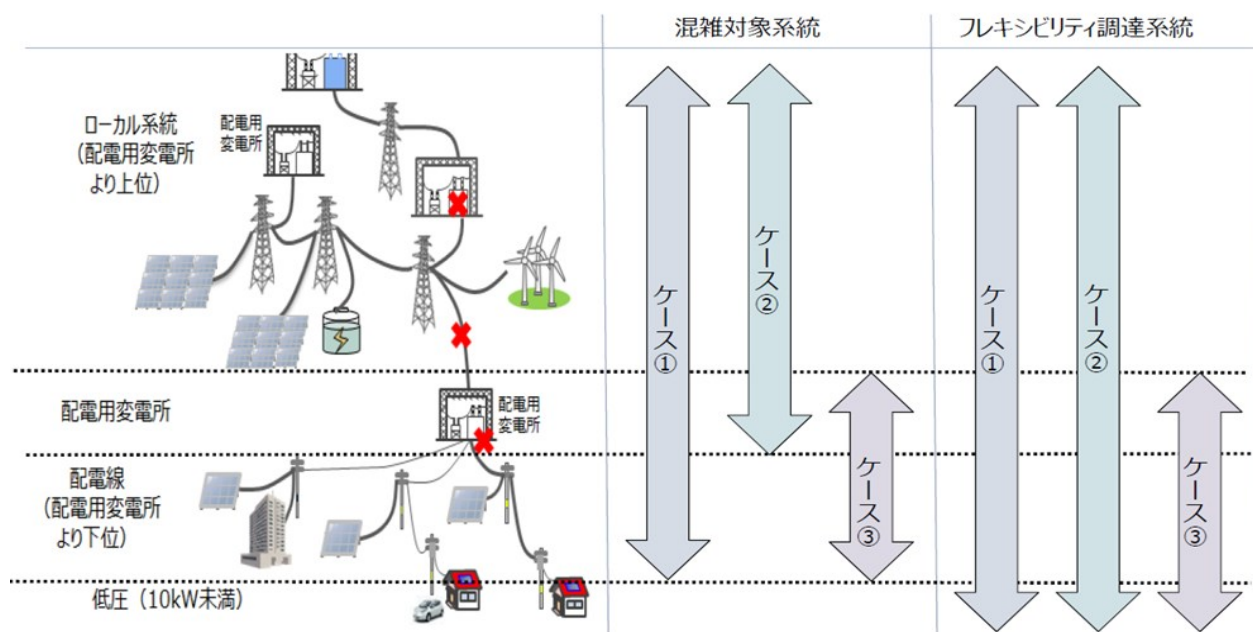 混雑対象系統
フレキシビリティ調達系統
ローカル系統
(配電用変電所
より上位)
配電用
変電所
ケース①
ケース②
ケース①
ケース②
配電用変電所
配電用
変電所
配電線
(配電用変電所
より下位)
ケース③
ケース③
低圧（10kW未満）